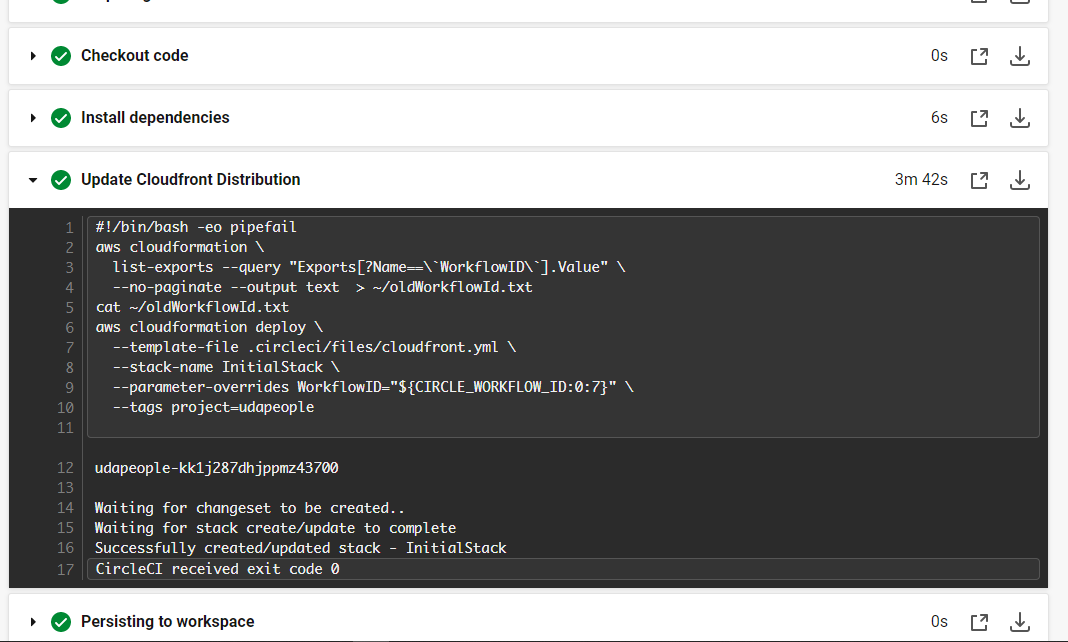 Checkout code 0s
Install dependencies 6s
Update Cloudfront Distribution 3m 42s
1 #!/bin/bash -eo pipefail
2 aws cloudformation \
3   list-exports --query "Exports[?Name==\`WorkflowID\`].Value" \
4   --no-paginate --output text  > ~/oldWorkflowId.txt
5 cat ~/oldWorkflowId.txt
6 aws cloudformation deploy \
7   --template-file .circleci/files/cloudfront.yml \
8   --stack-name InitialStack \
9   --parameter-overrides WorkflowID="${CIRCLE_WORKFLOW_ID:0:7}" \
10   --tags project=udapeople
11
12 udapeople-kk1j287dhjppmz43700
13
14 Waiting for changeset to be created..
15 Waiting for stack create/update to complete
16 Successfully created/updated stack - InitialStack
17 CircleCI received exit code 0
Persisting to workspace 0s